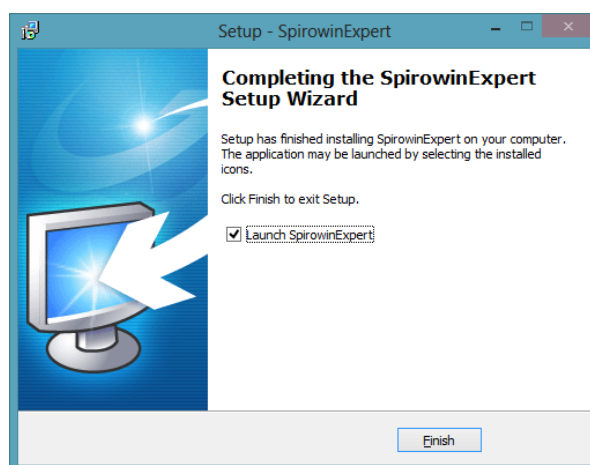 Setup - SpirowinExpert
Completing the SpirowinExpert
Setup Wizard
Setup has finished installing SpirowinExpert on your computer.
The application may be launched by selecting the installed
icons.
Click Finish to exit Setup.
Launch SpirowinExpert
Finish